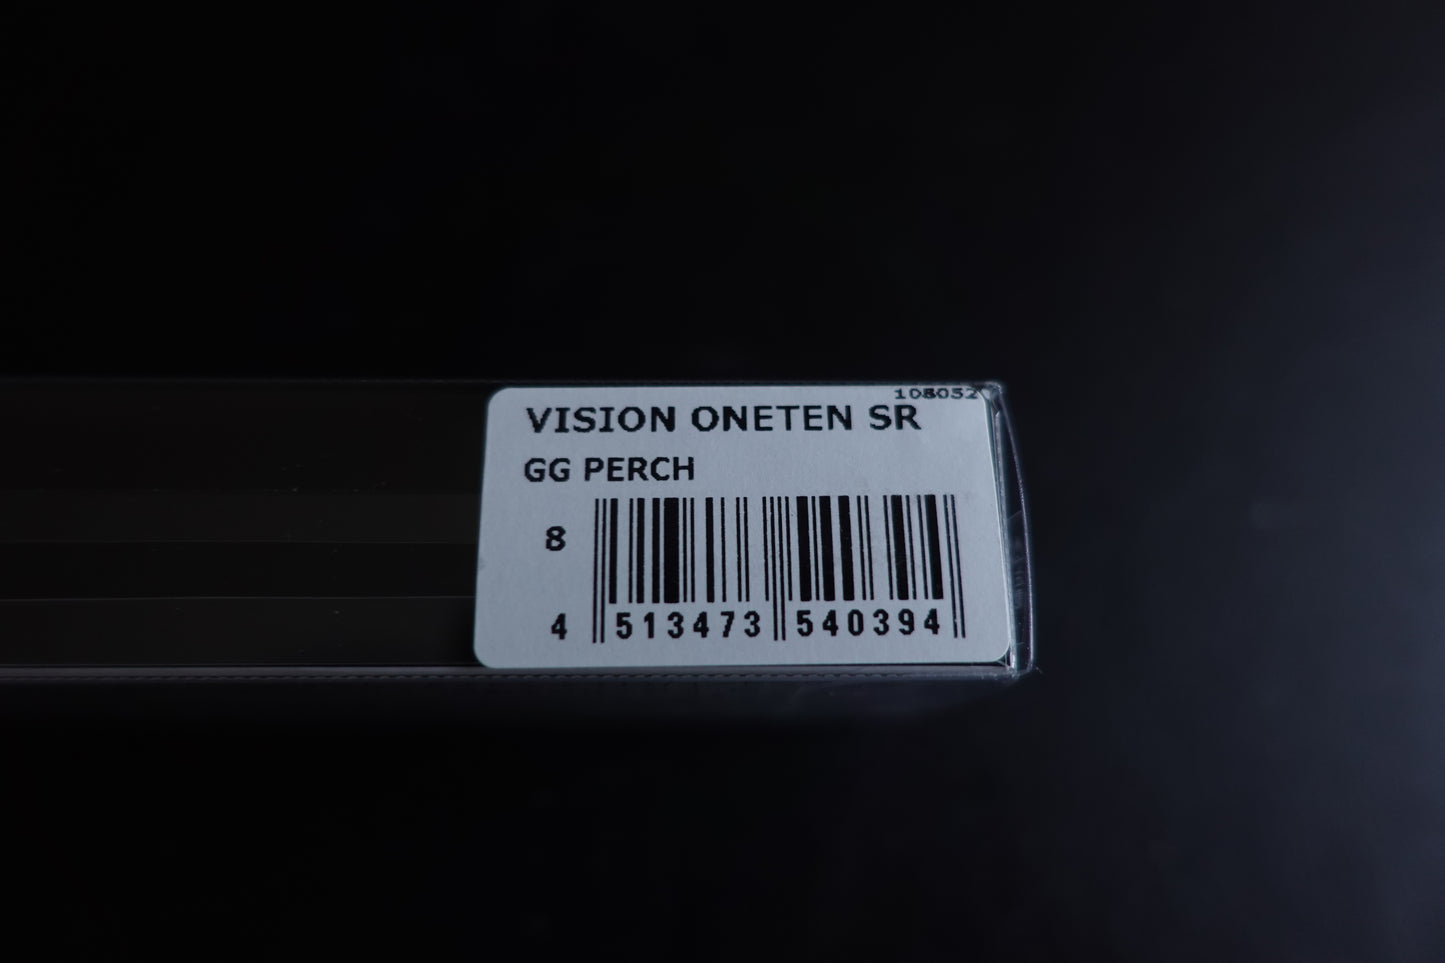 108052
VISION ONETEN SR
GG PERCH
8
4 513473 540394